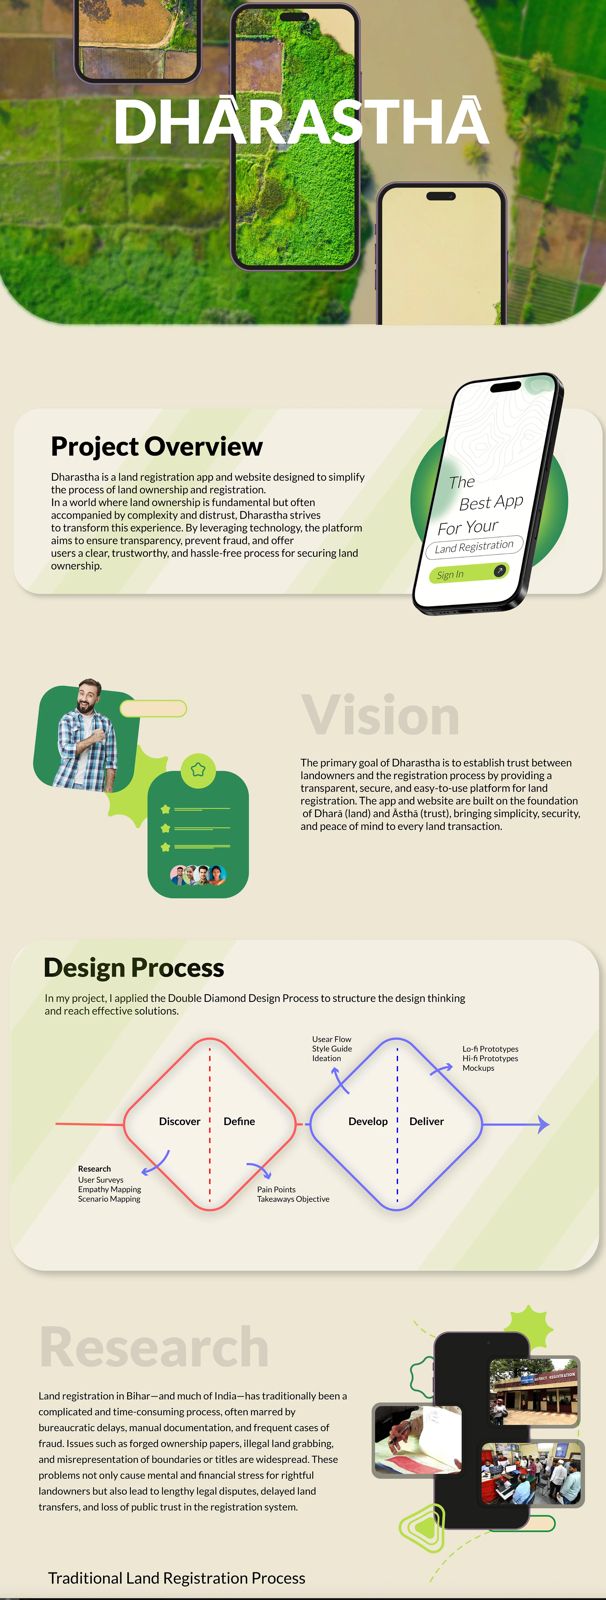 DHĀRASTHĀ
Project Overview
Dharastha is a land registration app and website designed to simplify
the process of land ownership and registration.
In a world where land ownership is fundamental but often
accompanied by complexity and distrust, Dharastha strives
to transform this experience. By leveraging technology, the platform
aims to ensure transparency, prevent fraud, and offer
users a clear, trustworthy, and hassle-free process for securing land
ownership.
The
Best App
For Your
Land Registration
Sign In
Vision
The primary goal of Dharastha is to establish trust between
landowners and the registration process by providing a
transparent, secure, and easy-to-use platform for land
registration. The app and website are built on the foundation
of Dharā (land) and Āsthā (trust), bringing simplicity, security,
and peace of mind to every land transaction.
Design Process
In my project, I applied the Double Diamond Design Process to structure the design thinking
and reach effective solutions.
Usear Flow
Style Guide
Ideation
Lo-fi Prototypes
Hi-fi Prototypes
Mockups
Discover
Define
Develop
Deliver
Research
User Surveys
Empathy Mapping
Scenario Mapping
Pain Points
Takeaways Objective
Research
Land registration in Bihar—and much of India—has traditionally been a
complicated and time-consuming process, often marred by
bureaucratic delays, manual documentation, and frequent cases of
fraud. Issues such as forged ownership papers, illegal land grabbing,
and misrepresentation of boundaries or titles are widespread. These
problems not only cause mental and financial stress for rightful
landowners but also lead to lengthy legal disputes, delayed land
transfers, and loss of public trust in the registration system.
DISTRICT REGISTRATION
Traditional Land Registration Process